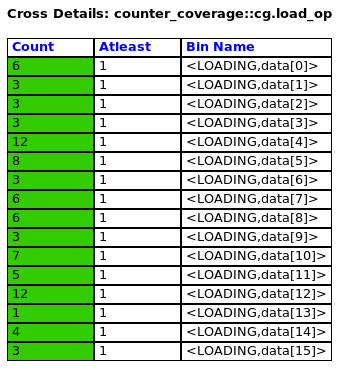 Cross Details: counter_coverage::cg.load_op
Count Atleast Bin Name
6 1 <LOADING,data[0]>
3 1 <LOADING,data[1]>
3 1 <LOADING,data[2]>
3 1 <LOADING,data[3]>
12 1 <LOADING,data[4]>
8 1 <LOADING,data[5]>
3 1 <LOADING,data[6]>
6 1 <LOADING,data[7]>
6 1 <LOADING,data[8]>
3 1 <LOADING,data[9]>
7 1 <LOADING,data[10]>
5 1 <LOADING,data[11]>
12 1 <LOADING,data[12]>
1 1 <LOADING,data[13]>
4 1 <LOADING,data[14]>
3 1 <LOADING,data[15]>